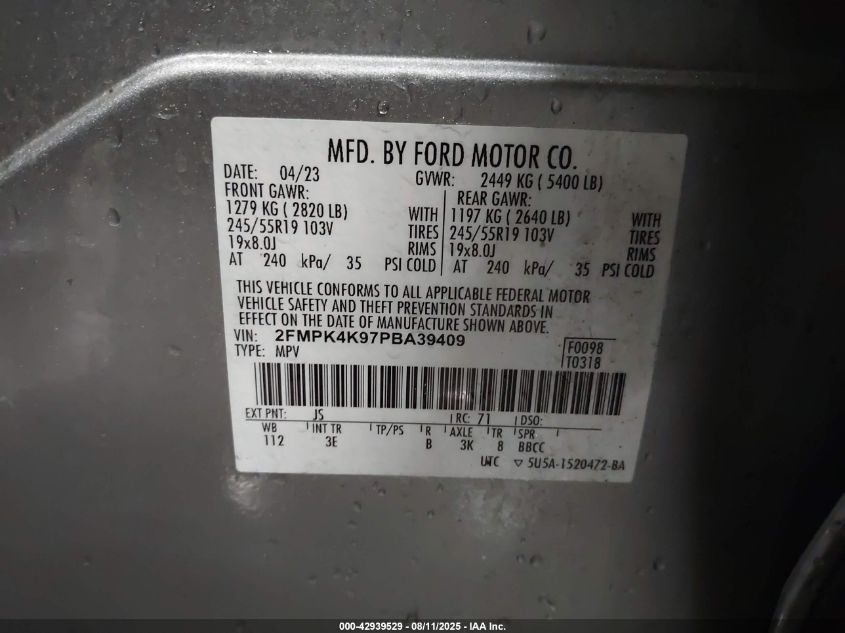 MFD. BY FORD MOTOR CO.
DATE: 04/23 GVWR: 2449 KG ( 5400 LB)
FRONT GAWR: REAR GAWR:
1279 KG ( 2820 LB) WITH 1197 KG ( 2640 LB) WITH
245/55R19 103V TIRES 245/55R19 103V TIRES
19x8.0J RIMS 19x8.0J RIMS
AT 240 kPa/ 35 PSI COLD AT 240 kPa/ 35 PSI COLD
THIS VEHICLE CONFORMS TO ALL APPLICABLE FEDERAL MOTOR
VEHICLE SAFETY AND THEFT PREVENTION STANDARDS IN
EFFECT ON THE DATE OF MANUFACTURE SHOWN ABOVE.
VIN: 2FMPK4K97PBA39409
TYPE: MPV
F0098
T0318
EXT PNT: JS RC: 71 DSO:
WB INT TR TP/PS R AXLE TR SPR
112 3E B 3K 8 BBCC
UTC ▽ 5U5A-1520472-BA
000-42939529 - 08/11/2025 - IAA Inc.